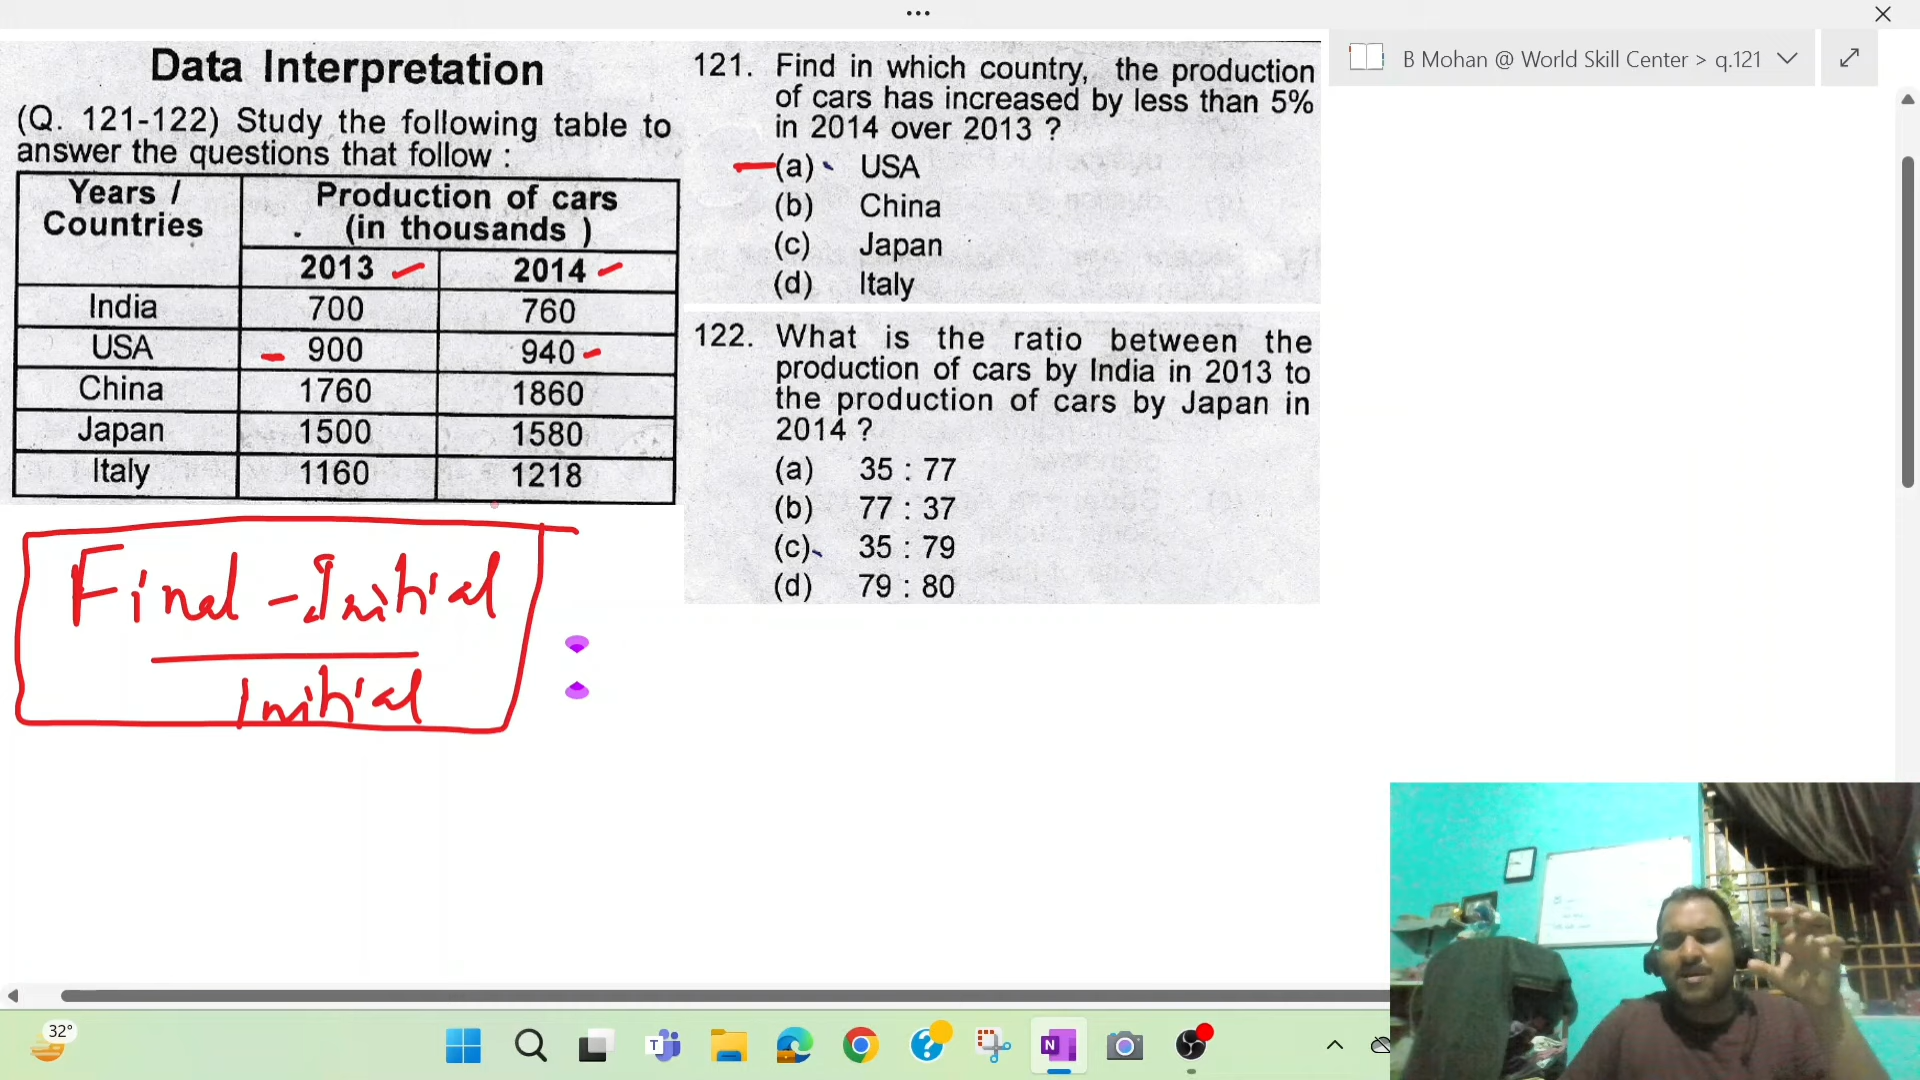 B Mohan @ World Skill Center > q.121
Data Interpretation
(Q. 121-122) Study the following table to
answer the questions that follow :
Years / Countries
Production of cars
(in thousands )
2013 2014
India 700 760
USA 900 940
China 1760 1860
Japan 1500 1580
Italy 1160 1218
Final - Initial
Initial
121. Find in which country, the production
of cars has increased by less than 5%
in 2014 over 2013 ?
(a) USA
(b) China
(c) Japan
(d) Italy
122. What is the ratio between the
production of cars by India in 2013 to
the production of cars by Japan in
2014 ?
(a) 35 : 77
(b) 77 : 37
(c) 35 : 79
(d) 79 : 80
32°